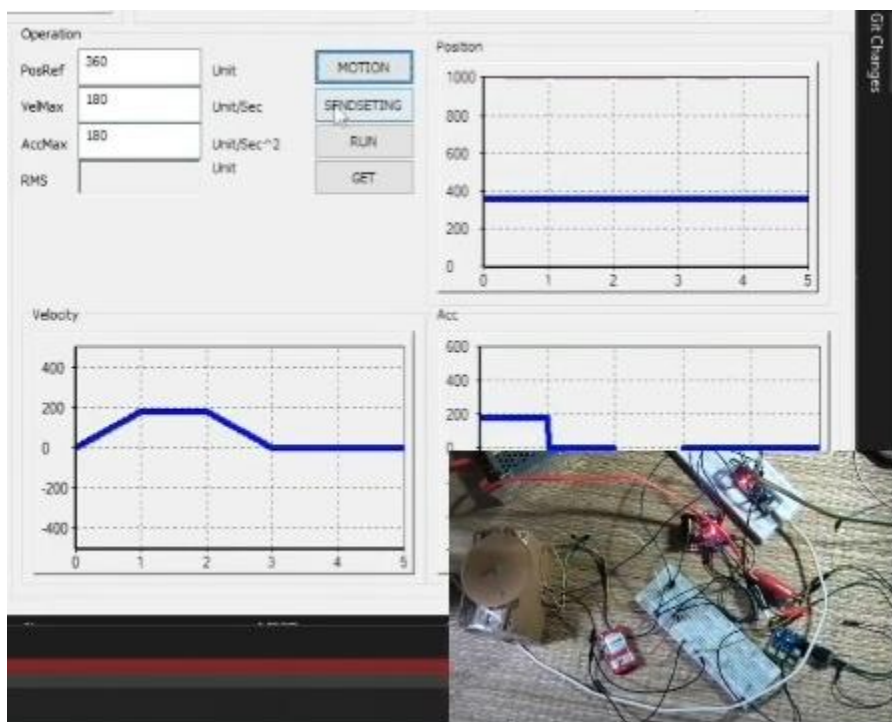 Operation
PosRef 360 Unit MOTION
VelMax 180 Unit/Sec SENDSETING
AccMax 180 Unit/Sec^2 RUN
RMS Unit GET
Position
1000
800
600
400
200
0
0 1 2 3 4 5
Git Changes
Velocity
400
200
0
-200
-400
0 1 2 3 4 5
Acc
600
400
200
0